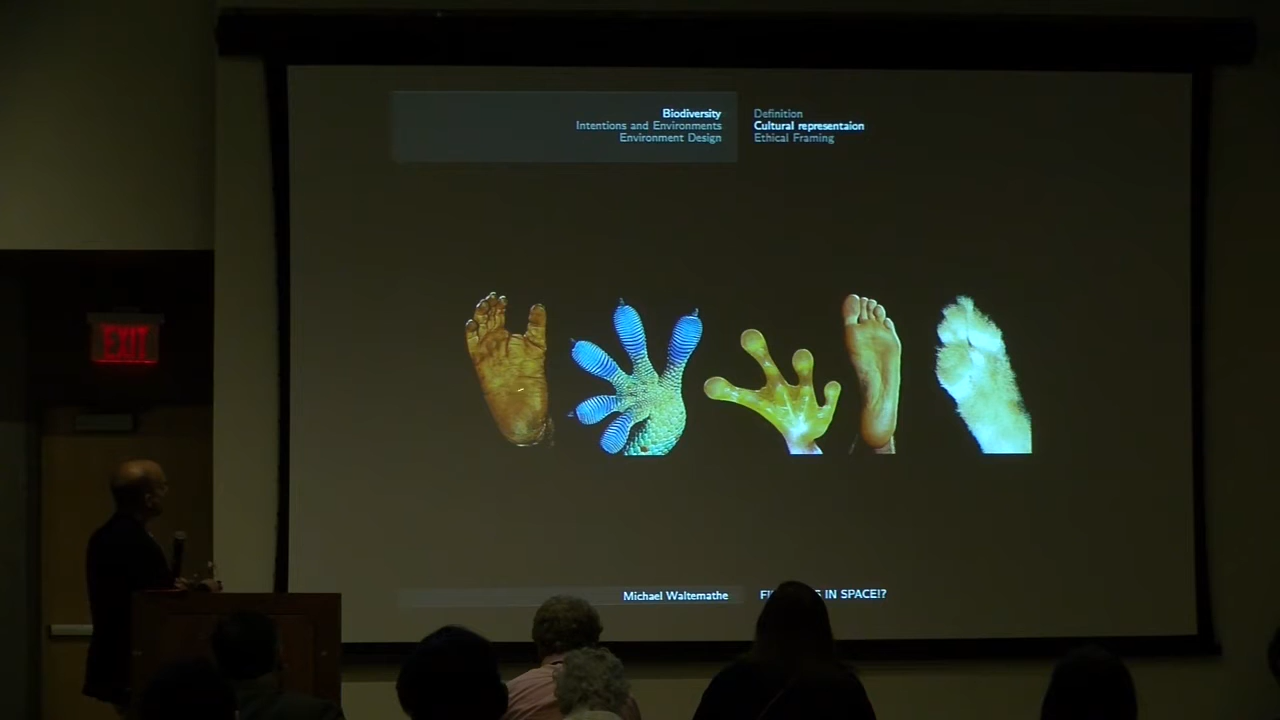 EXIT
Biodiversity
Intentions and Environments
Environment Design
Definition
Cultural representaion
Ethical Framing
Michael Waltemathe
IN SPACE!?